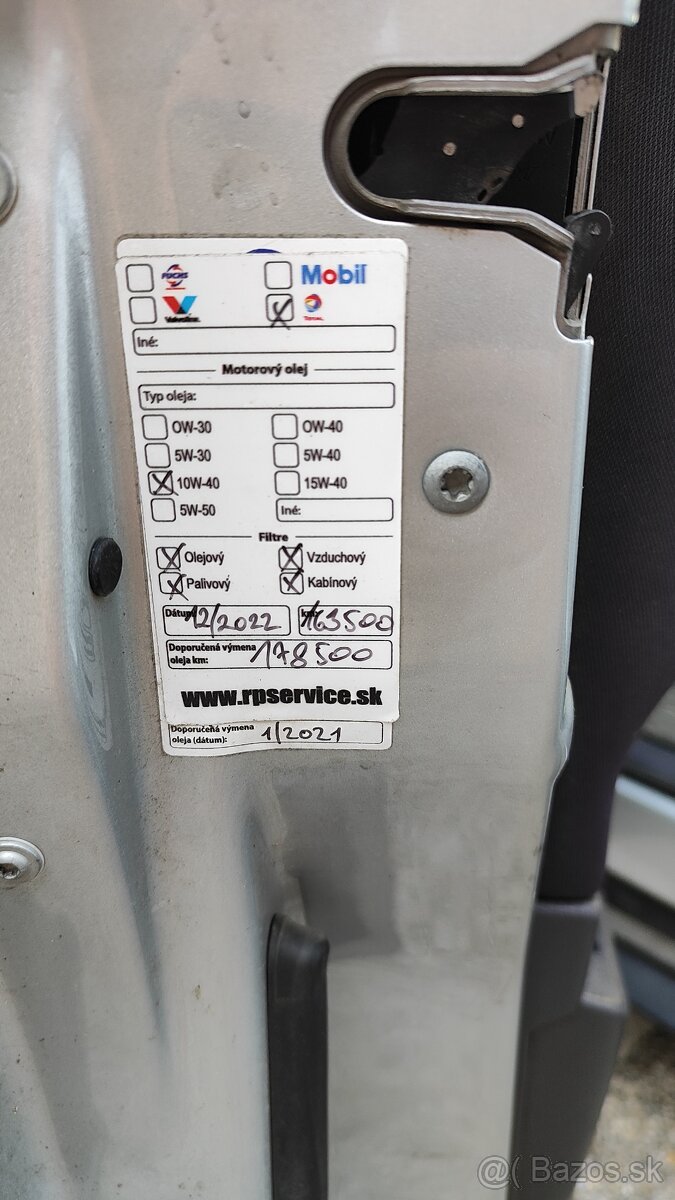 FUCHS Mobil
Valvoline TOTAL
Iné:
Motorový olej
Typ oleja:
0W-30 0W-40
5W-30 5W-40
10W-40 15W-40
5W-50 Iné:
Filtre
Olejový Vzduchový
Palivový Kabínový
Dátum: 12/2022 km: 163500
Doporučená výmena
oleja km: 178500
www.rpservice.sk
Doporučená výmena
oleja (dátum): 1/2021
@( Bazos.sk